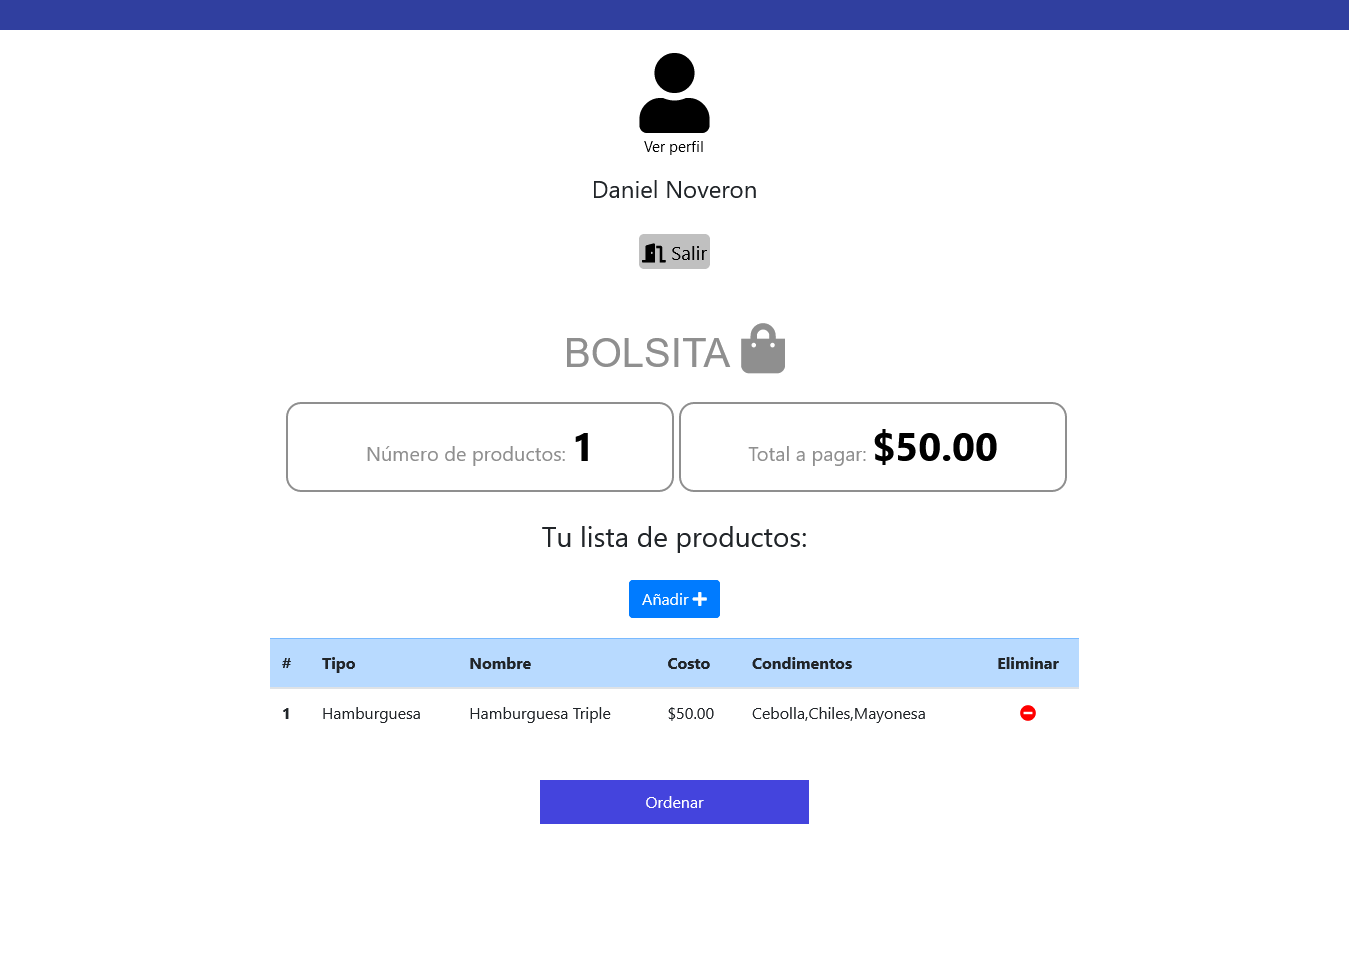 Ver perfil
Daniel Noveron
Salir
BOLSITA
Número de productos: 1 Total a pagar: $50.00
Tu lista de productos:
Añadir
# Tipo Nombre Costo Condimentos Eliminar
1 Hamburguesa Hamburguesa Triple $50.00 Cebolla,Chiles,Mayonesa
Ordenar